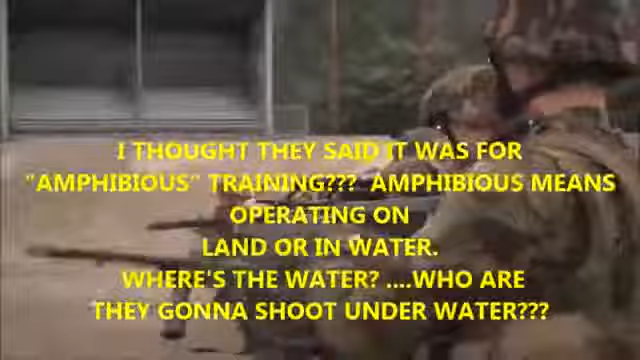 I THOUGHT THEY SAID IT WAS FOR
"AMPHIBIOUS" TRAINING???  AMPHIBIOUS MEANS
OPERATING ON
LAND OR IN WATER.
WHERE'S THE WATER? ....WHO ARE
THEY GONNA SHOOT UNDER WATER???